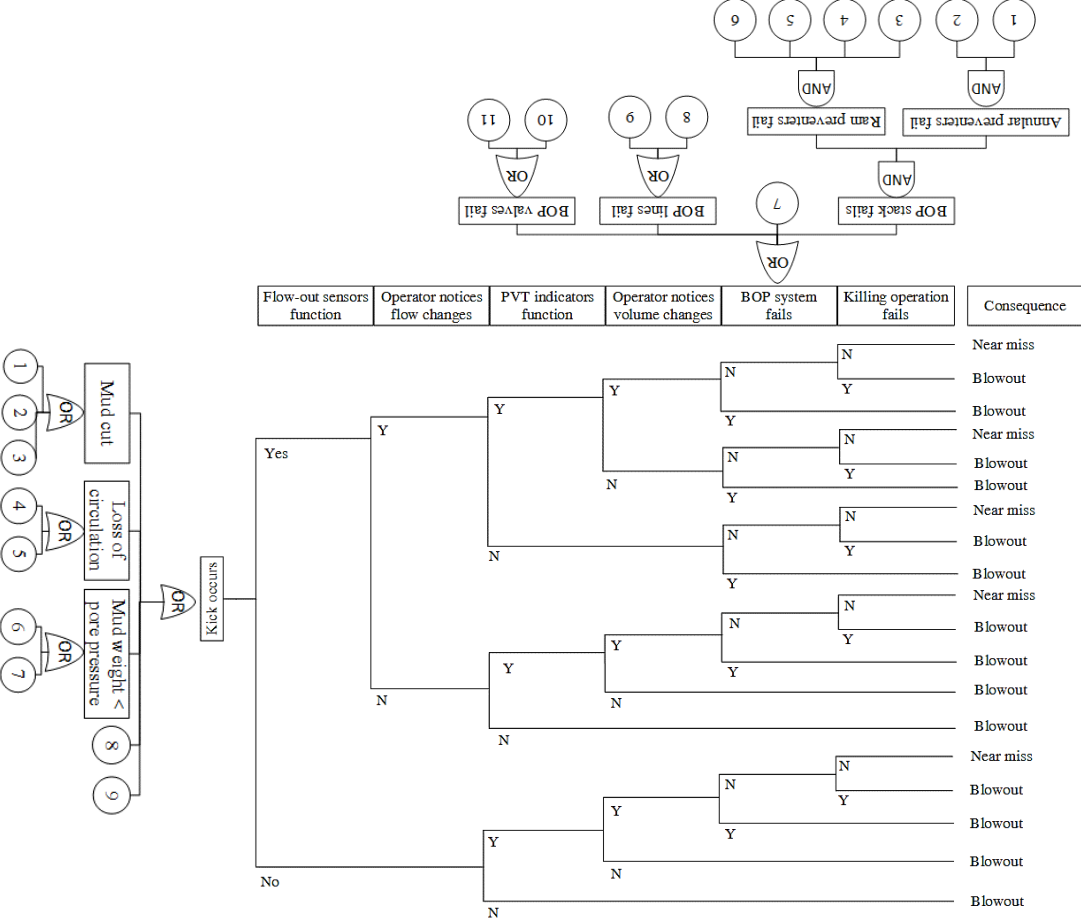 6
5
4
3
2
1
AND
AND
Ram preventers fail
Annular preventers fail
11
10
9
8
OR
OR
AND
7
BOP valves fail
BOP lines fail
BOP stack fails
OR
Flow-out sensors
function
Operator notices
flow changes
PVT indicators
function
Operator notices
volume changes
BOP system
fails
Killing operation
fails
Consequence
1
2
3
OR
Mud cut
4
5
OR
Loss of
circulation
6
7
OR
Mud weight <
pore pressure
8
9
OR
Kick occurs
Yes
Y
Y
Y
N
N
Near miss
Y
Blowout
Y
Blowout
N
N
N
Near miss
Y
Blowout
Y
Blowout
N
N
N
Near miss
Y
Blowout
Y
Blowout
N
Y
Y
N
N
Near miss
Y
Blowout
Y
Blowout
N
Blowout
N
Blowout
No
Y
Y
N
N
Near miss
Y
Blowout
Y
Blowout
N
Blowout
N
Blowout